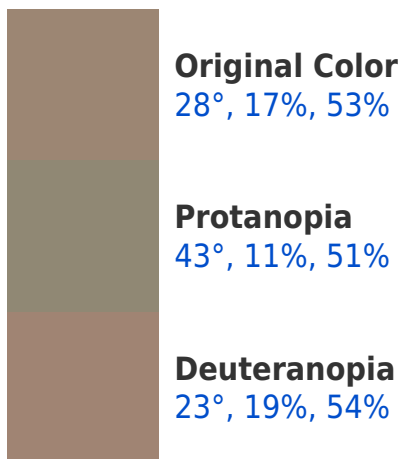 Original Color
28°, 17%, 53%
Protanopia
43°, 11%, 51%
Deuteranopia
23°, 19%, 54%